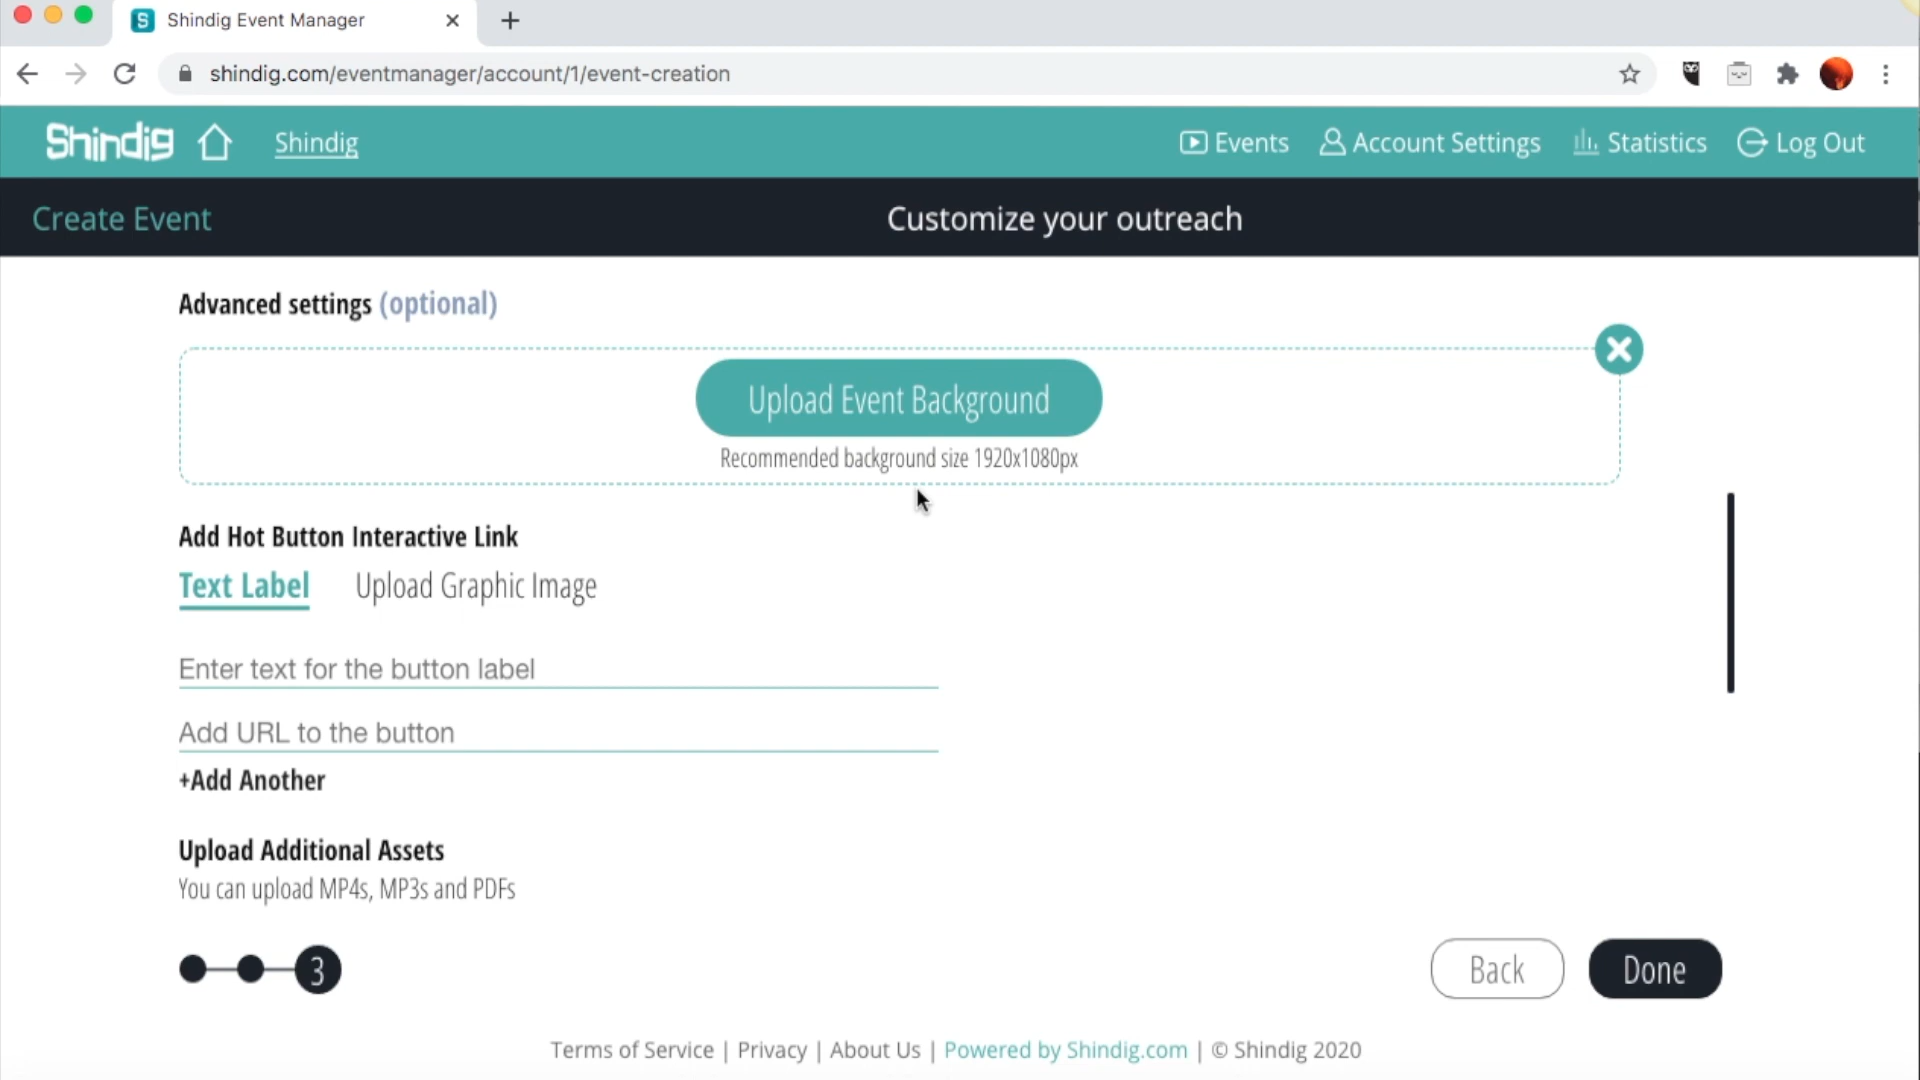 S Shindig Event Manager
shindig.com/eventmanager/account/1/event-creation
Shindig Shindig Events Account Settings Statistics Log Out
Create Event Customize your outreach
Advanced settings (optional)
Upload Event Background
Recommended background size 1920x1080px
Add Hot Button Interactive Link
Text Label Upload Graphic Image
Enter text for the button label
Add URL to the button
+Add Another
Upload Additional Assets
You can upload MP4s, MP3s and PDFs
3 Back Done
Terms of Service | Privacy | About Us | Powered by Shindig.com | © Shindig 2020